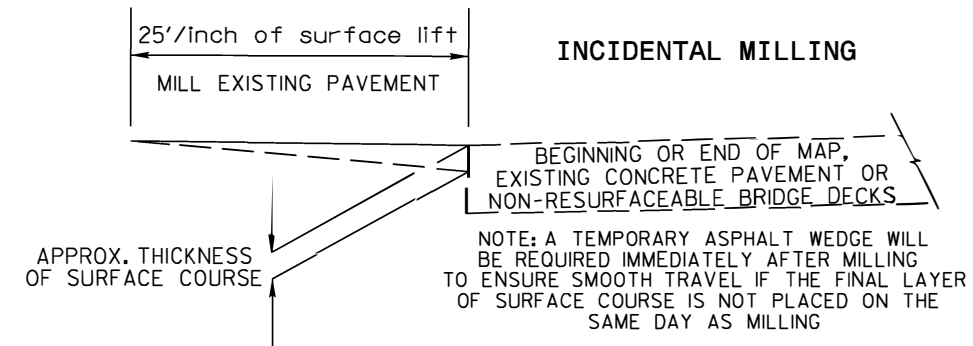 25'/inch of surface lift
INCIDENTAL MILLING
MILL EXISTING PAVEMENT
BEGINNING OR END OF MAP,
EXISTING CONCRETE PAVEMENT OR
NON-RESURFACEABLE BRIDGE DECKS
APPROX. THICKNESS
OF SURFACE COURSE
NOTE: A TEMPORARY ASPHALT WEDGE WILL
BE REQUIRED IMMEDIATELY AFTER MILLING
TO ENSURE SMOOTH TRAVEL IF THE FINAL LAYER
OF SURFACE COURSE IS NOT PLACED ON THE
SAME DAY AS MILLING